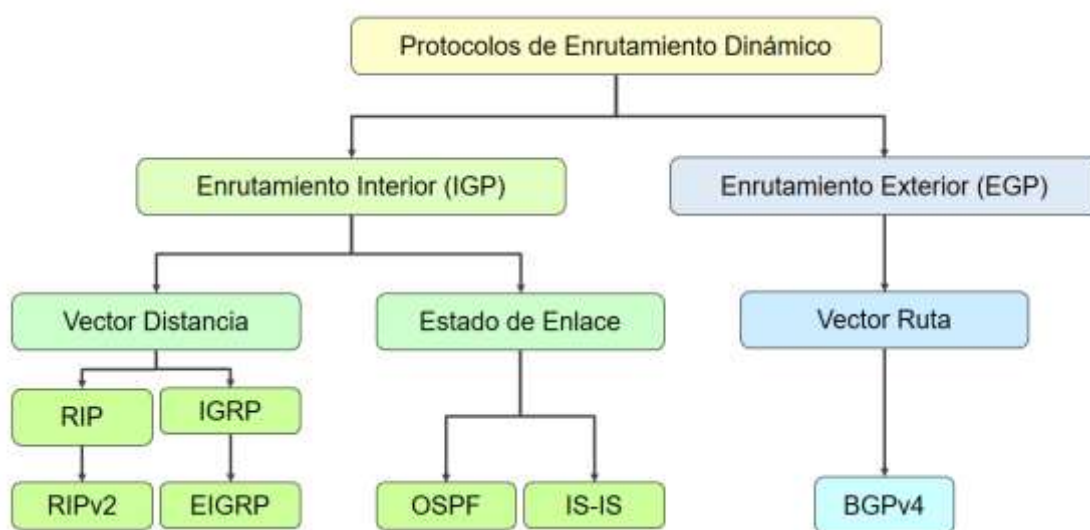 Protocolos de Enrutamiento Dinámico
Enrutamiento Interior (IGP)
Enrutamiento Exterior (EGP)
Vector Distancia
Estado de Enlace
Vector Ruta
RIP
IGRP
RIPv2
EIGRP
OSPF
IS-IS
BGPv4